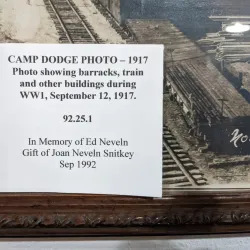 CAMP DODGE PHOTO – 1917
Photo showing barracks, train
and other buildings during
WW1, September 12, 1917.
92.25.1
In Memory of Ed Neveln
Gift of Joan Neveln Snitkey
Sep 1992